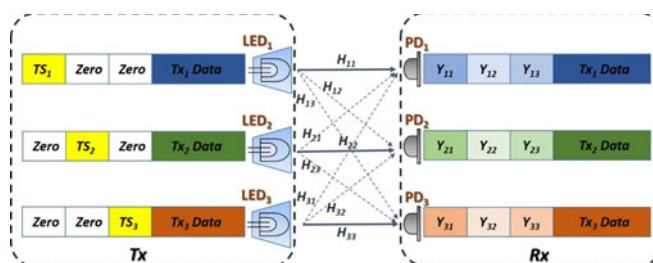 LED₁ H₁₁ PD₁
TS₁ Zero Zero Tx₁ Data Y₁₁ Y₁₂ Y₁₃ Tx₁ Data
H₁₂
H₁₃
LED₂ H₂₁ PD₂
Zero TS₂ Zero Tx₂ Data H₂₂ Y₂₁ Y₂₂ Y₂₃ Tx₂ Data
H₂₃
LED₃ H₃₁ PD₃
Zero Zero TS₃ Tx₃ Data H₃₂ Y₃₁ Y₃₂ Y₃₃ Tx₃ Data
H₃₃
Tx Rx